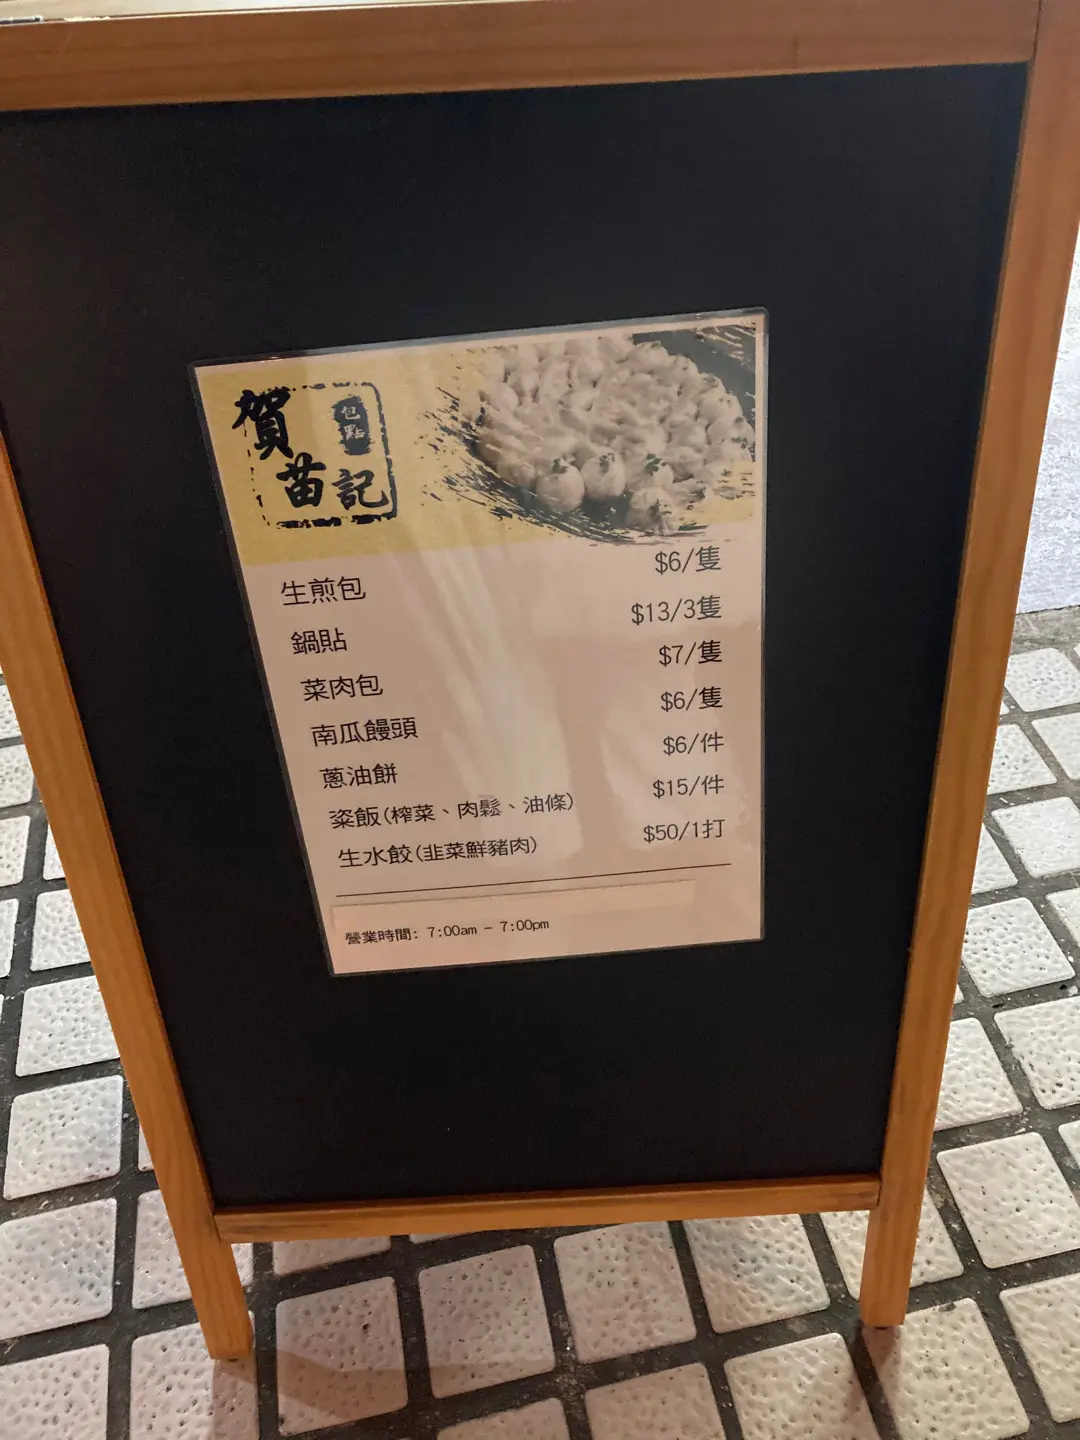 賀苗記
包點
生煎包 $6/隻
鍋貼 $13/3隻
菜肉包 $7/隻
南瓜饅頭 $6/隻
蔥油餅 $6/件
粢飯(榨菜、肉鬆、油條) $15/件
生水餃(韭菜鮮豬肉) $50/1打
營業時間: 7:00am - 7:00pm